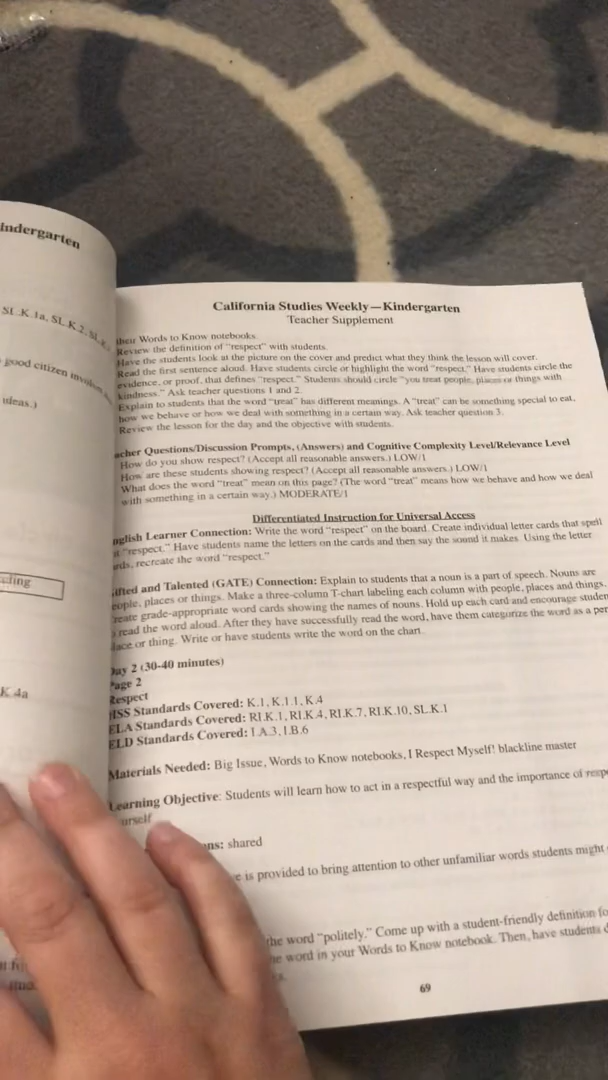 indergarten
SL.K.1a, SL.K.2,
good citizen
ideas.)
K.4a
California Studies Weekly—Kindergarten
Teacher Supplement
their Words to Know notebooks.
Review the definition of "respect" with students.
Have the students look at the picture on the cover and predict what they think the lesson will cover.
Read the first sentence aloud. Have students circle or highlight the word "respect." Have students circle the
evidence, or proof, that defines "respect." Students should circle "you treat people, places or things with
kindness." Ask teacher questions 1 and 2.
Explain to students that the word "treat" has different meanings. A "treat" can be something special to eat,
how we behave or how we deal with something in a certain way. Ask teacher question 3.
Review the lesson for the day and the objective with students.
acher Questions/Discussion Prompts, (Answers) and Cognitive Complexity Level/Relevance Level
How do you show respect? (Accept all reasonable answers.) LOW/1
How are these students showing respect? (Accept all reasonable answers.) LOW/1
What does the word "treat" mean on this page? (The word "treat" means how we behave and how we deal
with something in a certain way.) MODERATE/1
Differentiated Instruction for Universal Access
nglish Learner Connection: Write the word "respect" on the board. Create individual letter cards that spell
"respect." Have students name the letters on the cards and then say the sound it makes. Using the letter
rds, recreate the word "respect."
ifted and Talented (GATE) Connection: Explain to students that a noun is a part of speech. Nouns are
eople, places or things. Make a three-column T-chart labeling each column with people, places and things.
reate grade-appropriate word cards showing the names of nouns. Hold up each card and encourage studen
read the word aloud. After they have successfully read the word, have them categorize the word as a per
lace or thing. Write or have students write the word on the chart.
Day 2 (30-40 minutes)
Page 2
Respect
HSS Standards Covered: K.1, K.1.1, K.4
ELA Standards Covered: RI.K.1, RI.K.4, RI.K.7, RI.K.10, SL.K.1
ELD Standards Covered: I.A.3, I.B.6
Materials Needed: Big Issue, Words to Know notebooks, I Respect Myself! blackline master
Learning Objective: Students will learn how to act in a respectful way and the importance of respe
urself
ns: shared
e is provided to bring attention to other unfamiliar words students might
the word "politely." Come up with a student-friendly definition fo
he word in your Words to Know notebook. Then, have students d
69